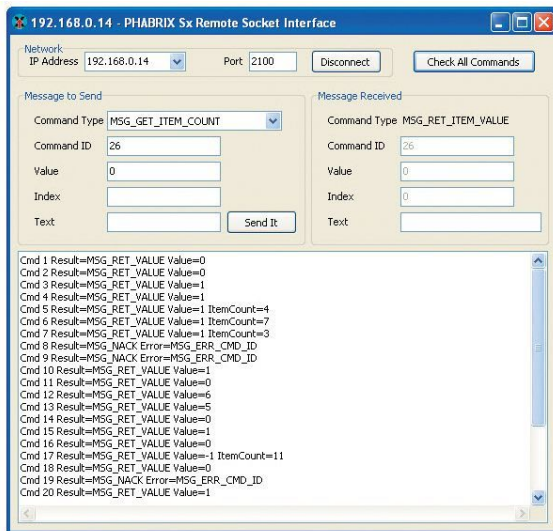 192.168.0.14 - PHABRIX Sx Remote Socket Interface
Network
IP Address 192.168.0.14 Port 2100 Disconnect Check All Commands
Message to Send
Command Type MSG_GET_ITEM_COUNT
Command ID 26
Value 0
Index
Text Send It
Message Received
Command Type MSG_RET_ITEM_VALUE
Command ID 26
Value 0
Index 0
Text
Cmd 1 Result=MSG_RET_VALUE Value=0
Cmd 2 Result=MSG_RET_VALUE Value=0
Cmd 3 Result=MSG_RET_VALUE Value=1
Cmd 4 Result=MSG_RET_VALUE Value=1
Cmd 5 Result=MSG_RET_VALUE Value=1 ItemCount=4
Cmd 6 Result=MSG_RET_VALUE Value=1 ItemCount=7
Cmd 7 Result=MSG_RET_VALUE Value=1 ItemCount=3
Cmd 8 Result=MSG_NACK Error=MSG_ERR_CMD_ID
Cmd 9 Result=MSG_NACK Error=MSG_ERR_CMD_ID
Cmd 10 Result=MSG_RET_VALUE Value=1
Cmd 11 Result=MSG_RET_VALUE Value=0
Cmd 12 Result=MSG_RET_VALUE Value=6
Cmd 13 Result=MSG_RET_VALUE Value=5
Cmd 14 Result=MSG_RET_VALUE Value=0
Cmd 15 Result=MSG_RET_VALUE Value=1
Cmd 16 Result=MSG_RET_VALUE Value=0
Cmd 17 Result=MSG_RET_VALUE Value=-1 ItemCount=11
Cmd 18 Result=MSG_RET_VALUE Value=0
Cmd 19 Result=MSG_NACK Error=MSG_ERR_CMD_ID
Cmd 20 Result=MSG_RET_VALUE Value=1